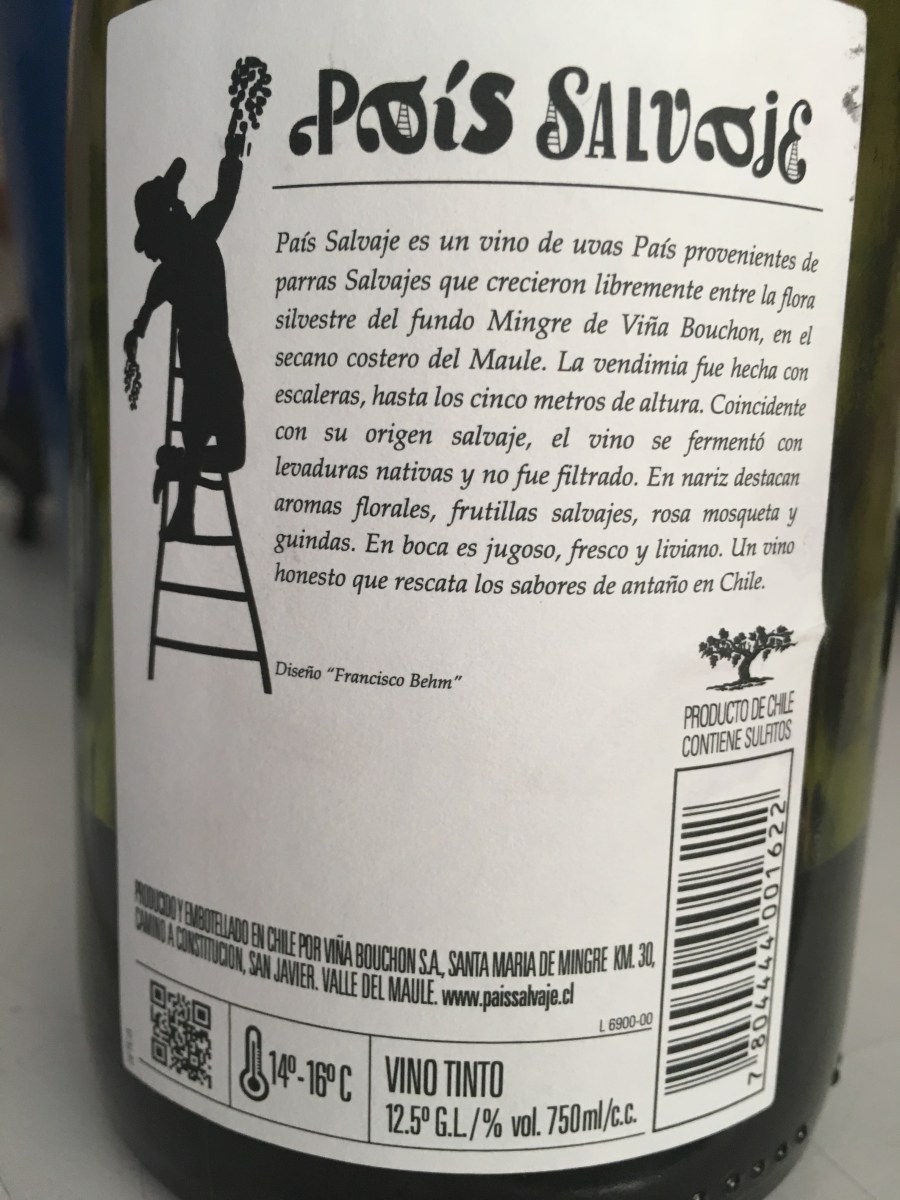 País Salvaje
País Salvaje es un vino de uvas País provenientes de
parras Salvajes que crecieron libremente entre la flora
silvestre del fundo Mingre de Viña Bouchon, en el
secano costero del Maule. La vendimia fue hecha con
escaleras, hasta los cinco metros de altura. Coincidente
con su origen salvaje, el vino se fermentó con
levaduras nativas y no fue filtrado. En nariz destacan
aromas florales, frutillas salvajes, rosa mosqueta y
guindas. En boca es jugoso, fresco y liviano. Un vino
honesto que rescata los sabores de antaño en Chile.
Diseño “Francisco Behm”
PRODUCTO DE CHILE
CONTIENE SULFITOS
7 804444 001622
PRODUCIDO Y EMBOTELLADO EN CHILE POR VIÑA BOUCHON S.A., SANTA MARIA DE MINGRE KM. 30,
CAMINO A CONSTITUCION, SAN JAVIER. VALLE DEL MAULE. www.paissalvaje.cl
L 6900-00
14º-16º C
VINO TINTO
12.5º G.L./% vol. 750ml/c.c.